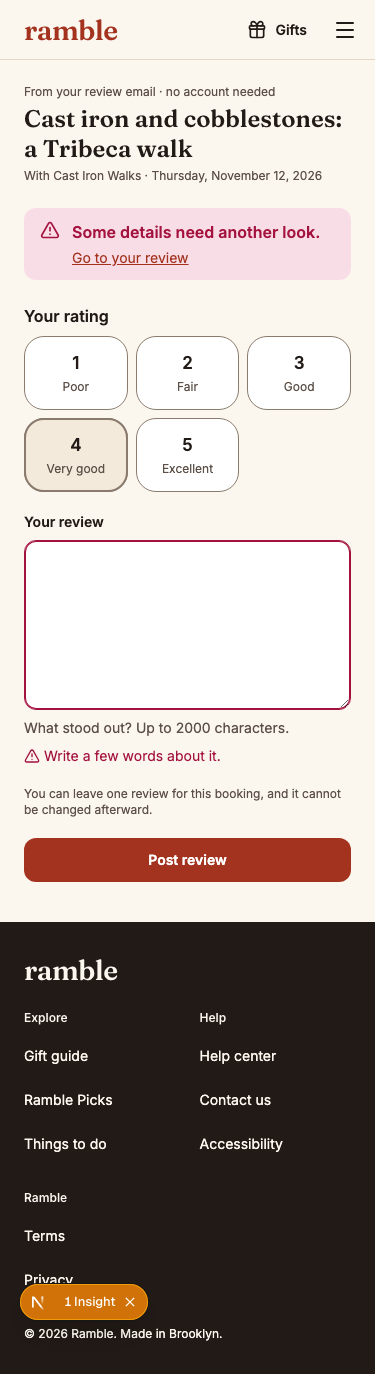 ramble
Gifts
From your review email · no account needed
Cast iron and cobblestones:
a Tribeca walk
With Cast Iron Walks · Thursday, November 12, 2026
Some details need another look.
Go to your review
Your rating
1
Poor
2
Fair
3
Good
4
Very good
5
Excellent
Your review
What stood out? Up to 2000 characters.
Write a few words about it.
You can leave one review for this booking, and it cannot
be changed afterward.
Post review
ramble
Explore
Help
Gift guide
Help center
Ramble Picks
Contact us
Things to do
Accessibility
Ramble
Terms
Privacy
N
1 Insight
© 2026 Ramble. Made in Brooklyn.